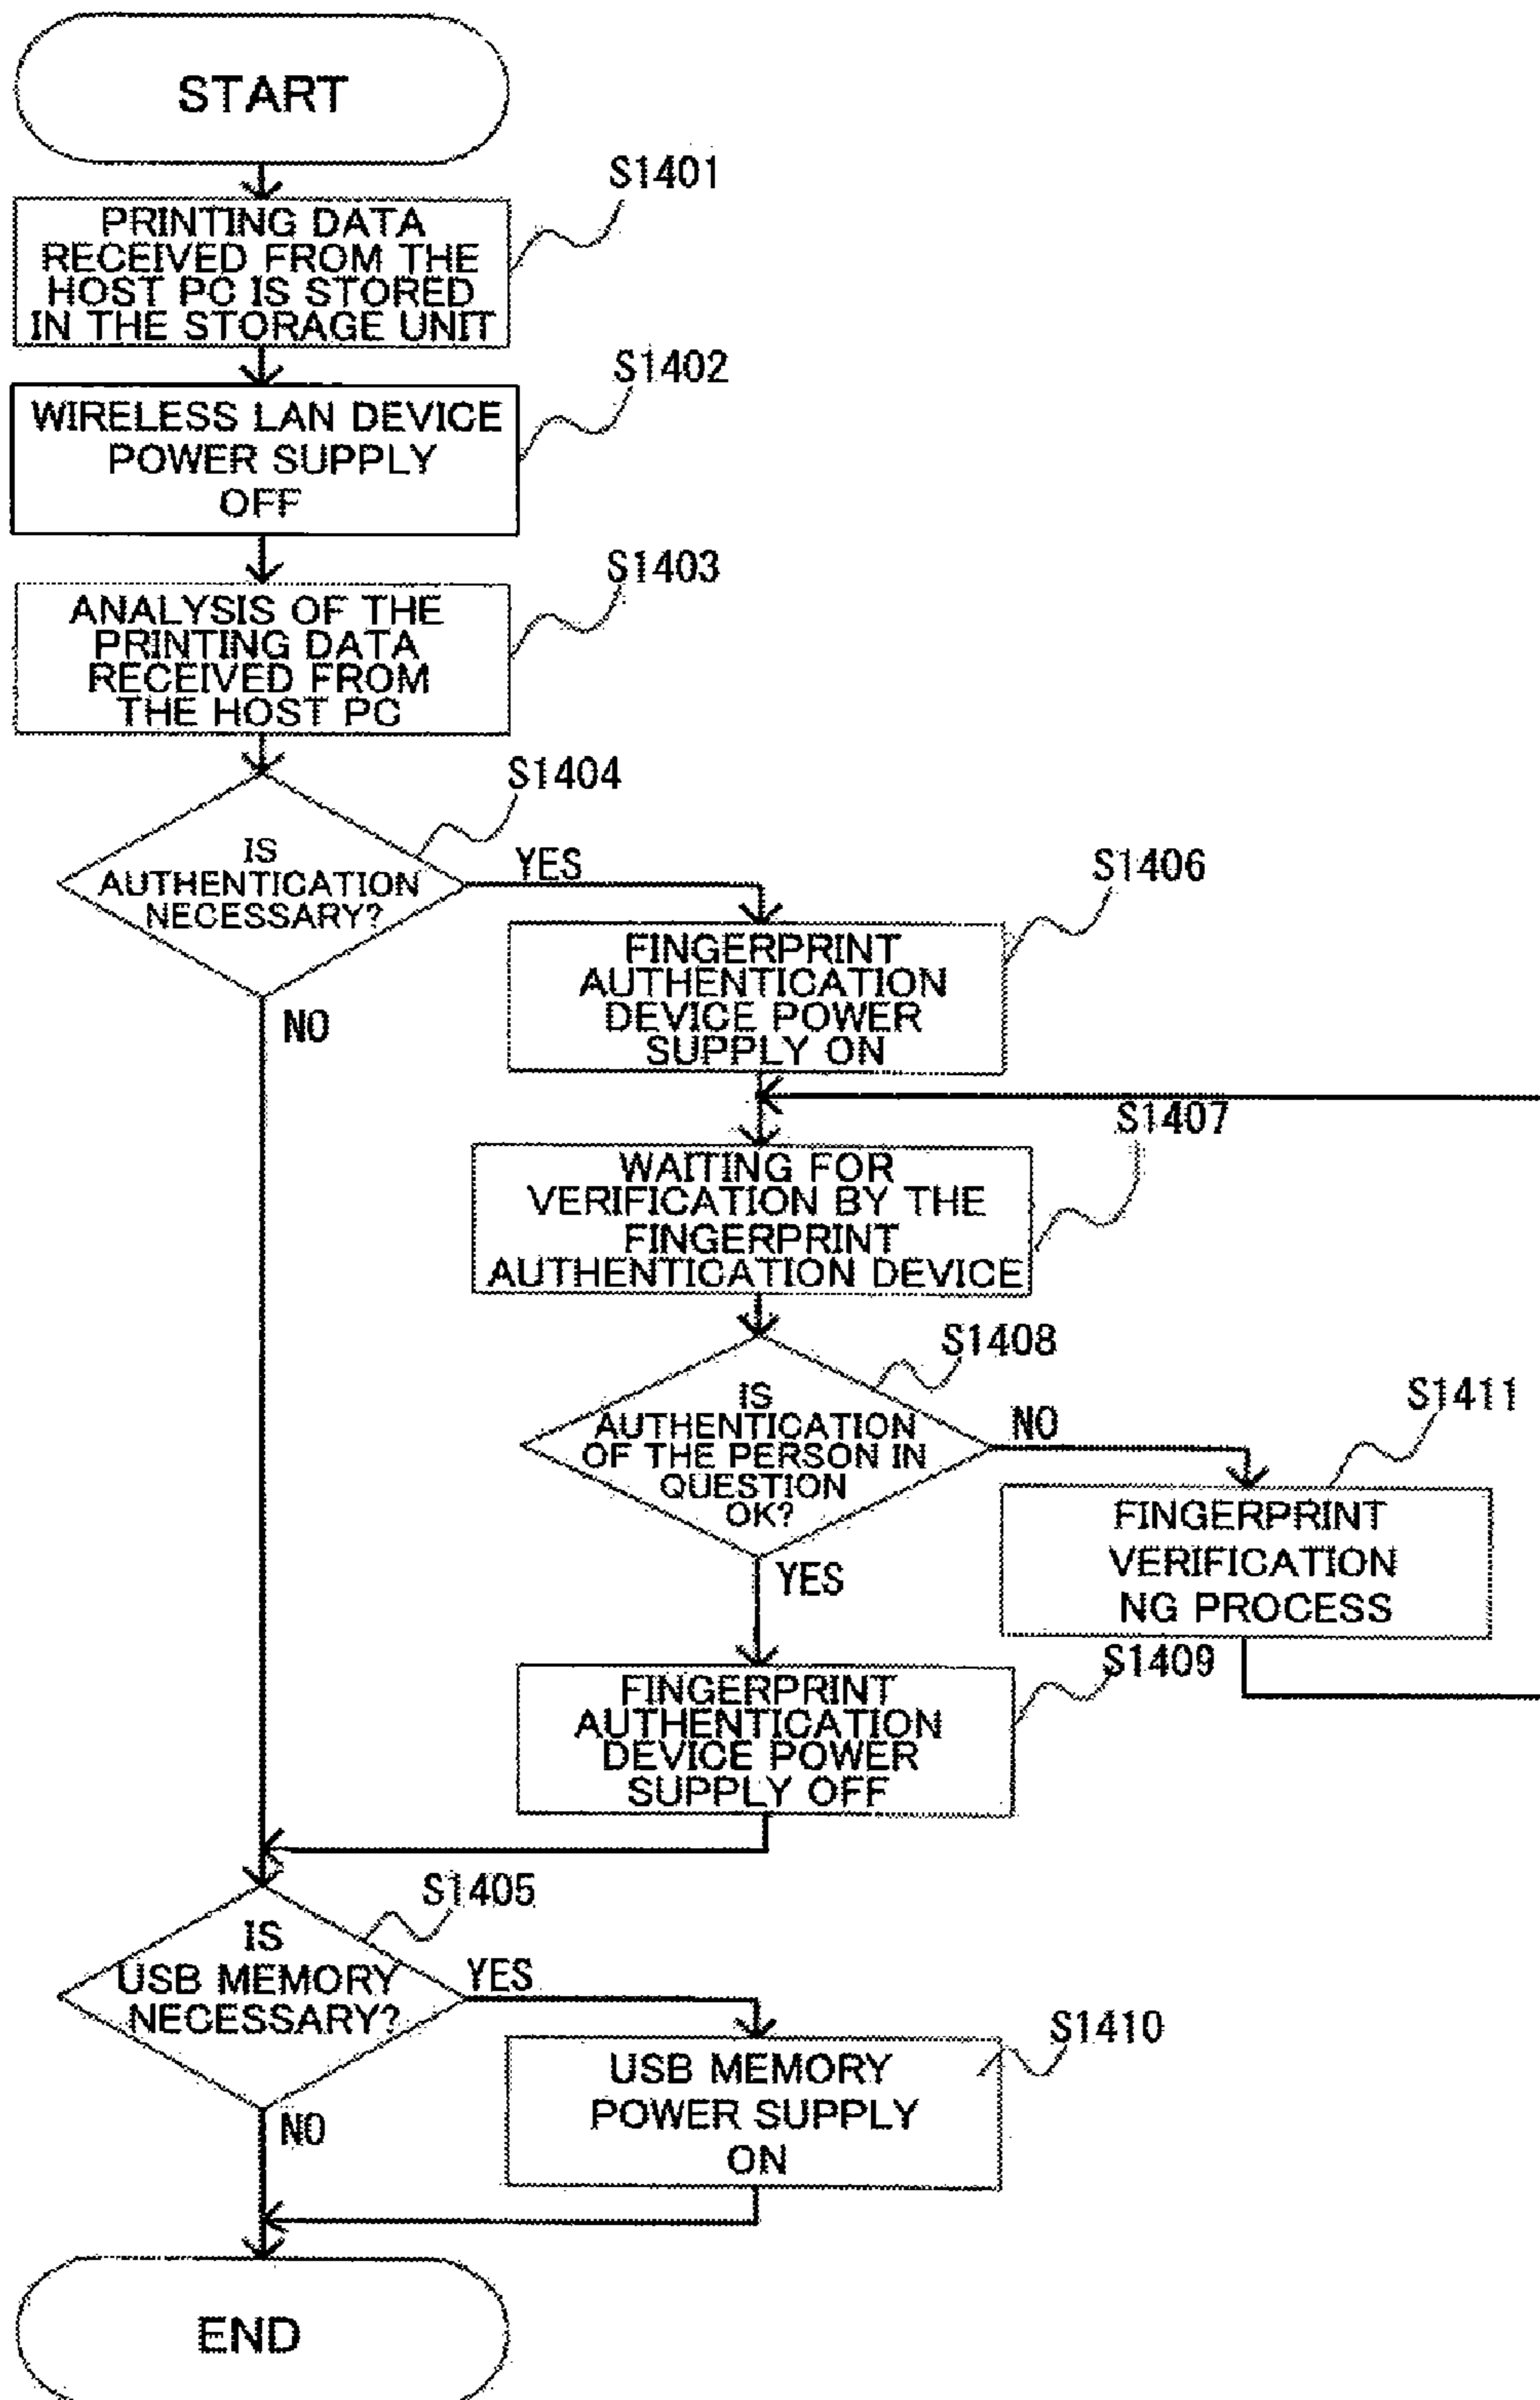 START
S1401
PRINTING DATA
RECEIVED FROM THE
HOST PC IS STORED
IN THE STORAGE UNIT
S1402
WIRELESS LAN DEVICE
POWER SUPPLY
OFF
S1403
ANALYSIS OF THE
PRINTING DATA
RECEIVED FROM
THE HOST PC
S1404
IS
AUTHENTICATION
NECESSARY?
YES
NO
S1406
FINGERPRINT
AUTHENTICATION
DEVICE POWER
SUPPLY ON
S1407
WAITING FOR
VERIFICATION BY THE
FINGERPRINT
AUTHENTICATION DEVICE
S1408
IS
AUTHENTICATION
OF THE PERSON IN
QUESTION
OK?
NO
YES
S1411
FINGERPRINT
VERIFICATION
NG PROCESS
S1409
FINGERPRINT
AUTHENTICATION
DEVICE POWER
SUPPLY OFF
S1405
IS
USB MEMORY
NECESSARY?
YES
NO
S1410
USB MEMORY
POWER SUPPLY
ON
END